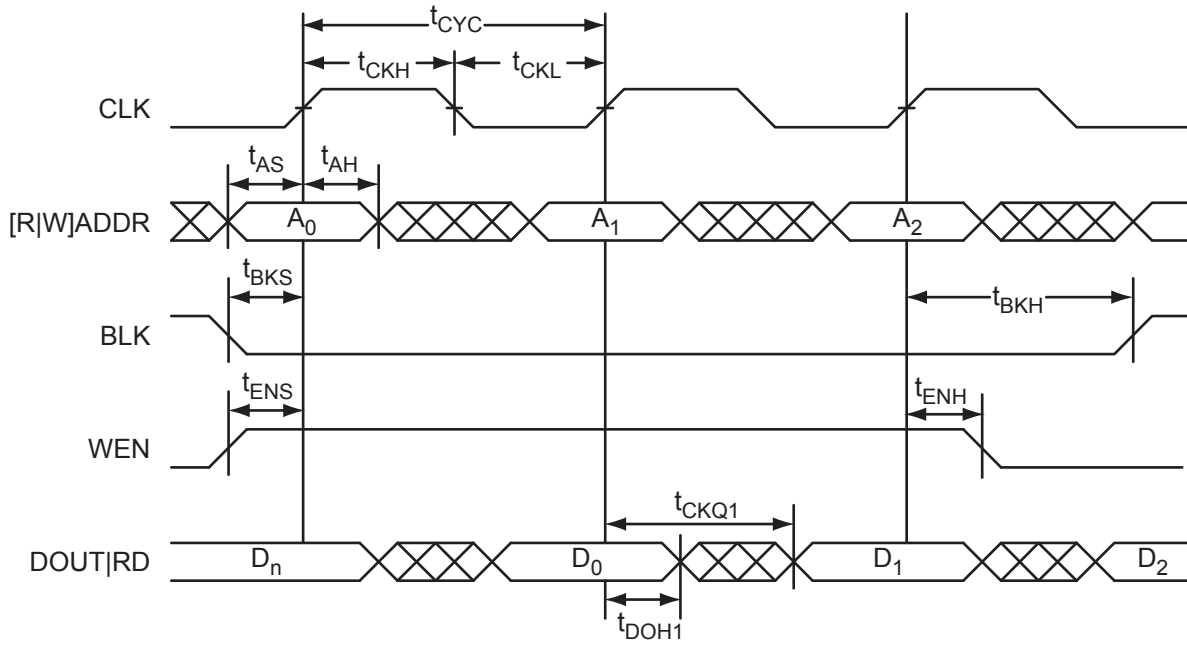 tCYC
tCKH tCKL
CLK
tAS tAH
[R|W]ADDR A0 A1 A2
tBKS tBKH
BLK
tENS tENH
WEN
tCKQ1
DOUT|RD Dn D0 D1 D2
tDOH1